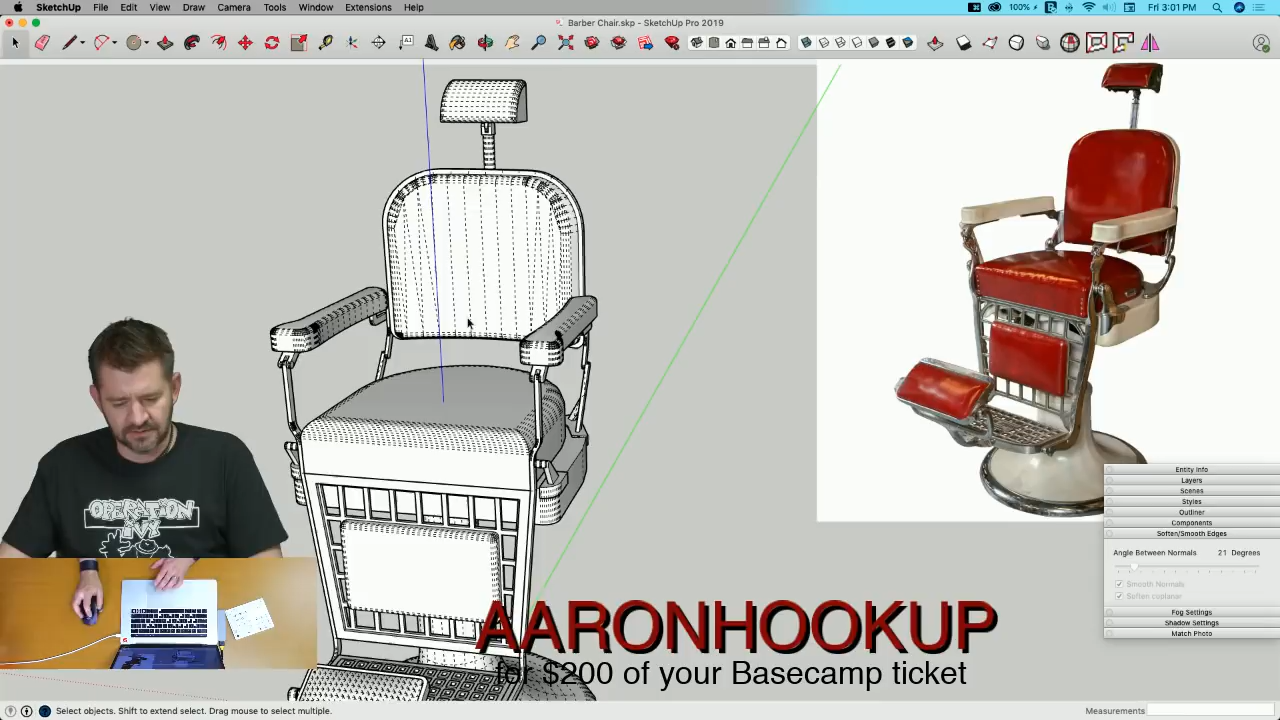 SketchUp File Edit View Draw Camera Tools Window Extensions Help
100% Fri 3:01 PM
Barber Chair.skp - SketchUp Pro 2019
OPERATION
Entity Info
Layers
Scenes
Styles
Outliner
Components
Soften/Smooth Edges
Angle Between Normals 21 Degrees
Smooth Normals
Soften coplanar
Fog Settings
Shadow Settings
Match Photo
AARONHOOKUP
for $200 of your Basecamp ticket
Select objects. Shift to extend select. Drag mouse to select multiple.
Measurements